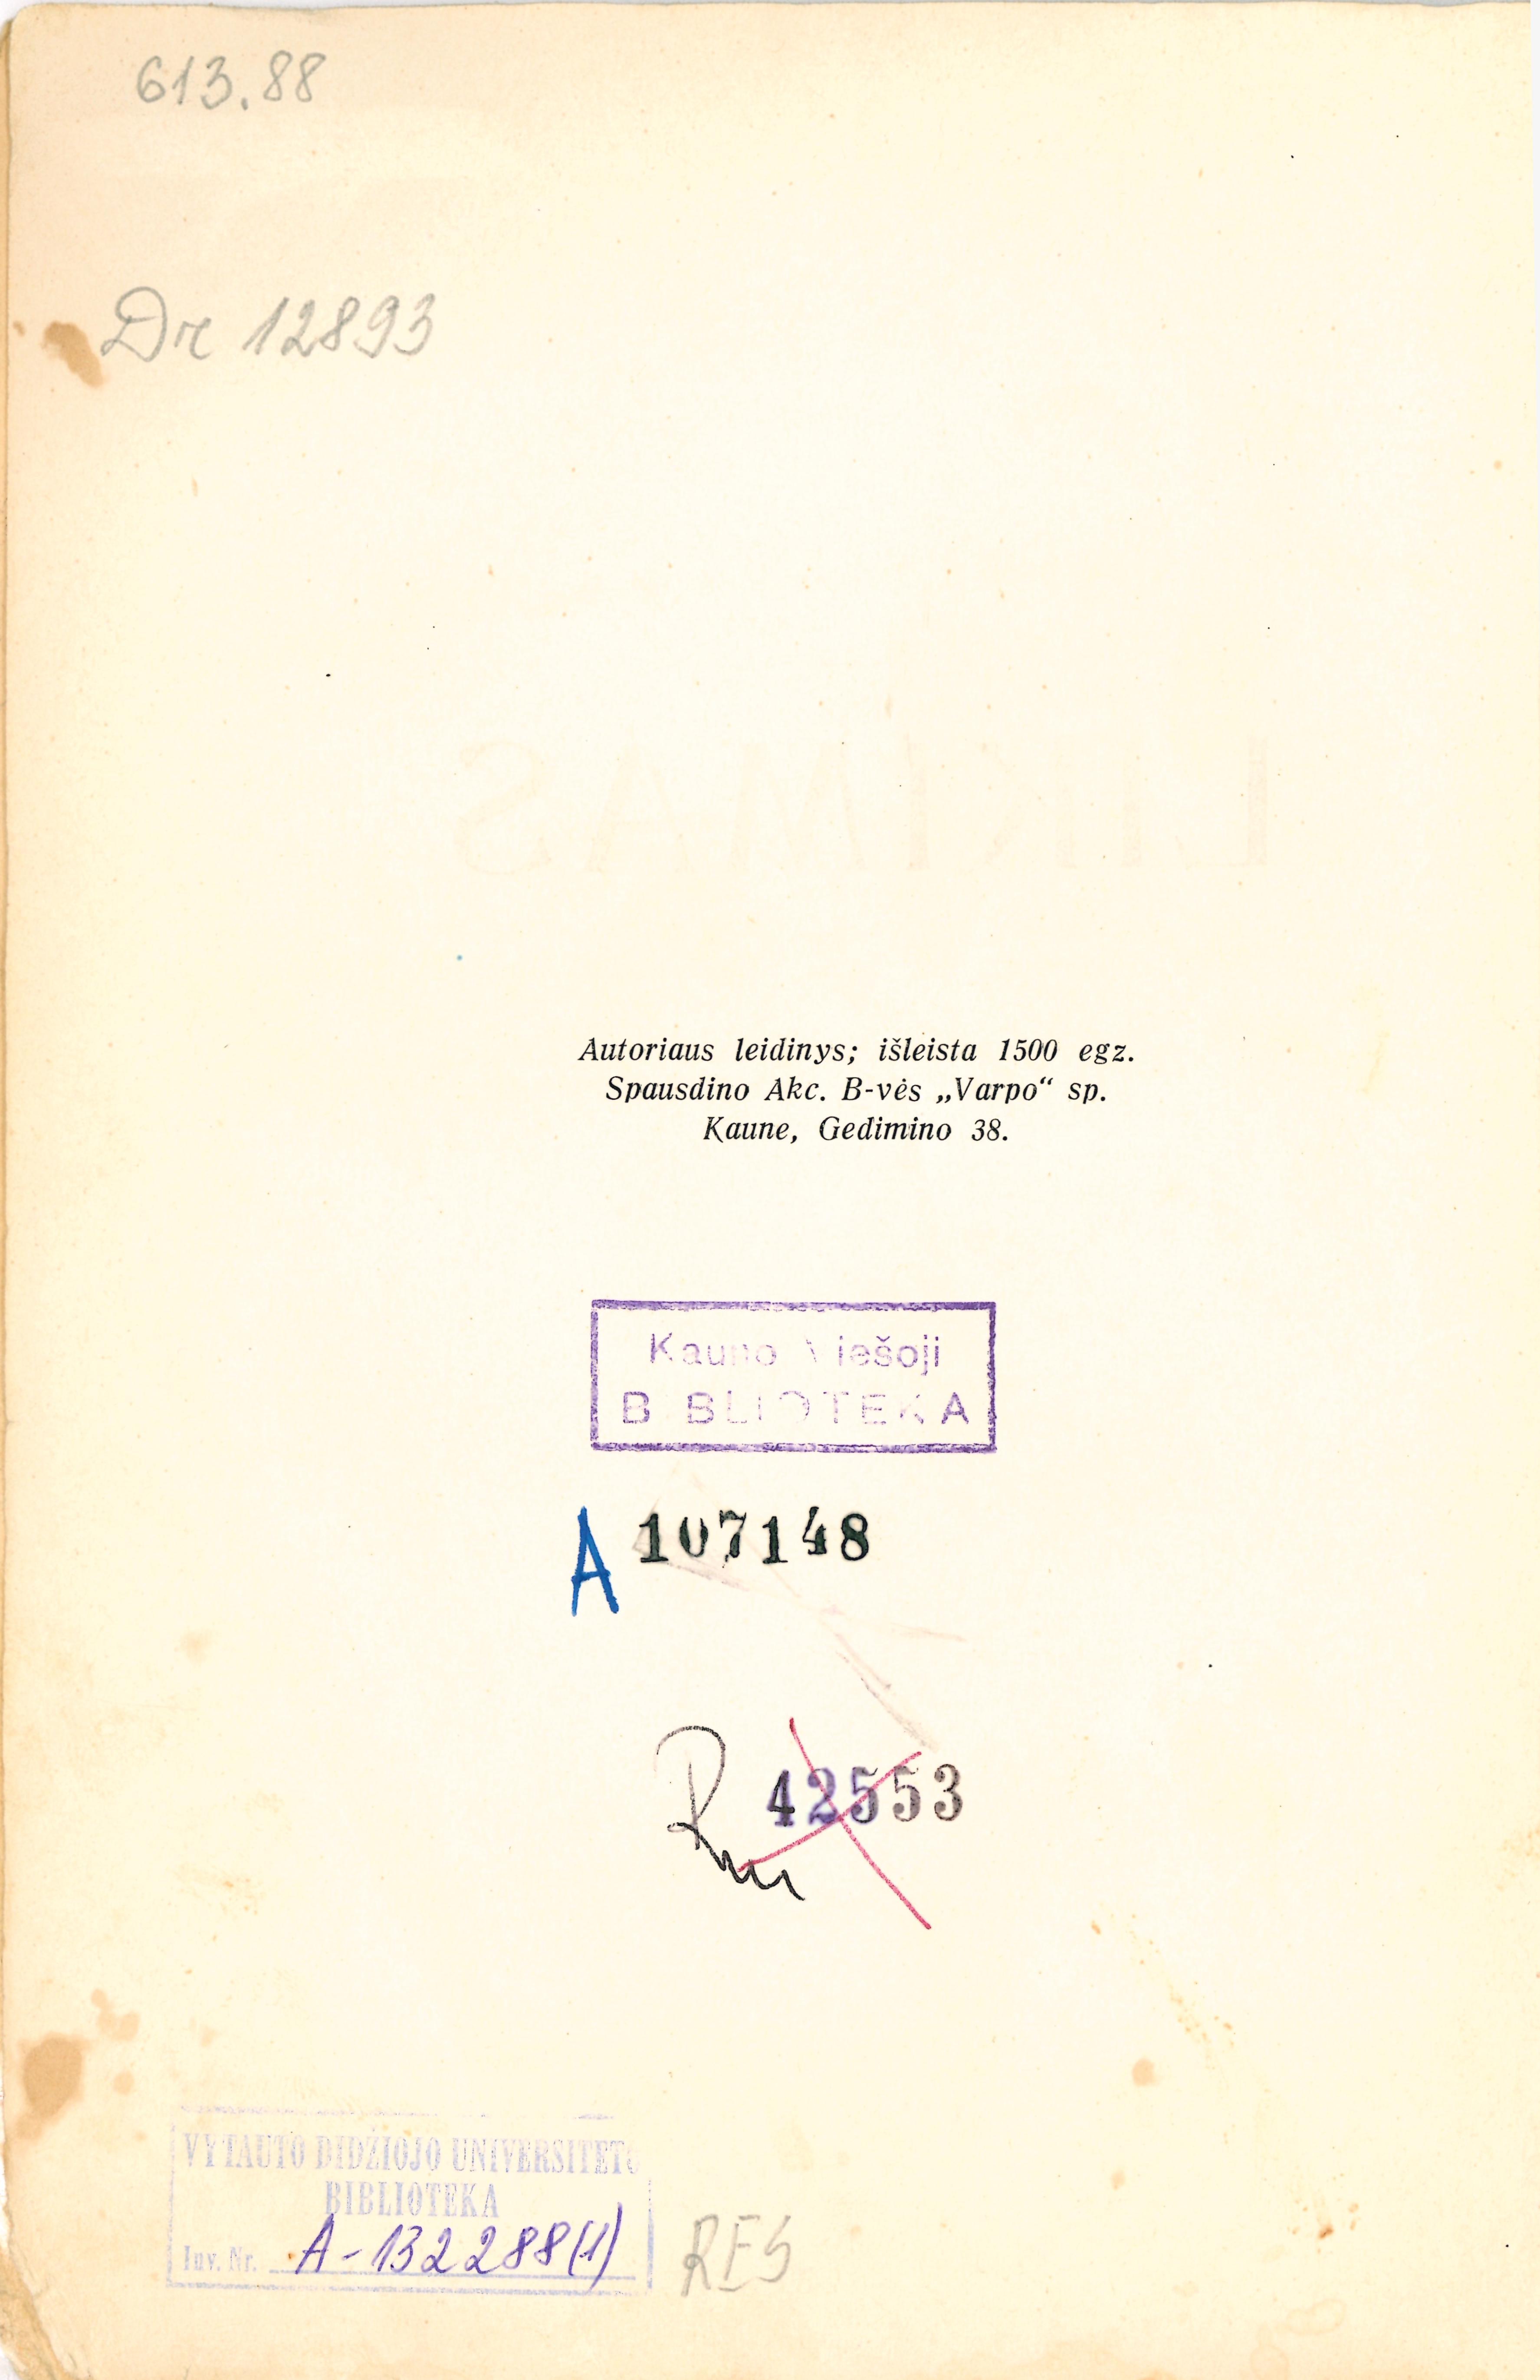 613.88
Dr 12893
Autoriaus leidinys; išleista 1500 egz.
Spausdino Akc. B-vės „Varpo“ sp.
Kaune, Gedimino 38.
Kauno Viešoji
BIBLIOTEKA
A 107148
42553
VYTAUTO DIDŽIOJO UNIVERSITETO
BIBLIOTEKA
Inv. Nr. A-132288(1)
RES